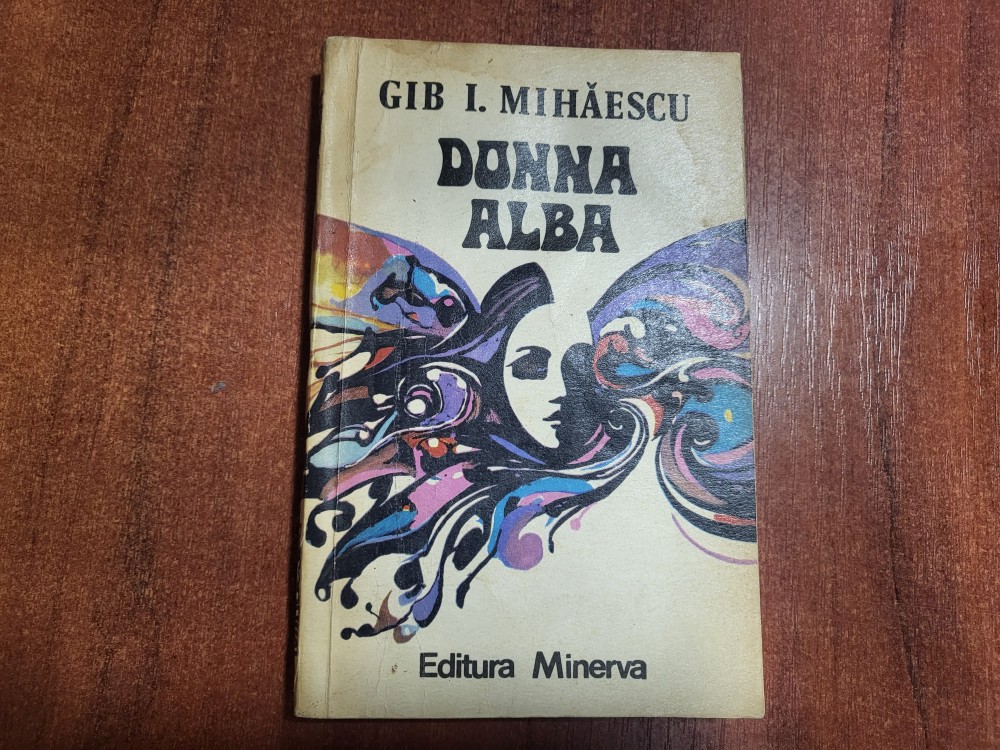 GIB I. MIHĂESCU
DONNA
ALBA
Editura Minerva